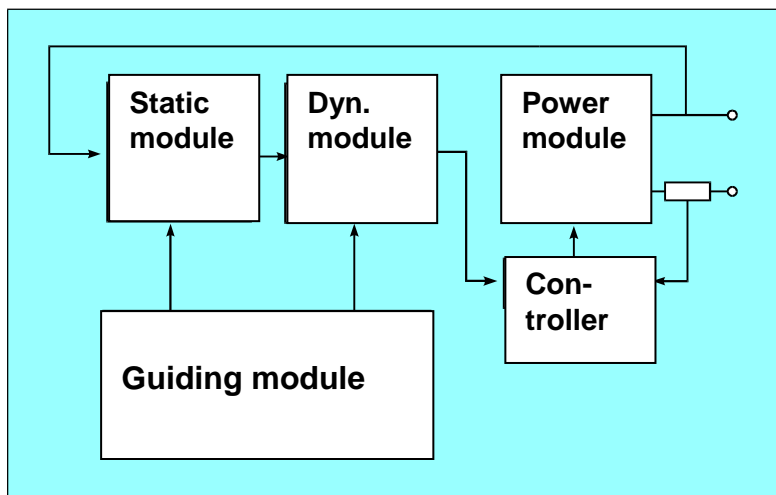 Static
module
Dyn.
module
Power
module
Con-
troller
Guiding module